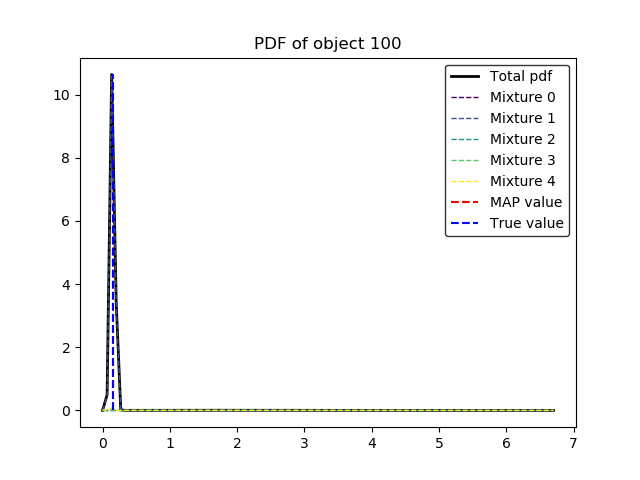 PDF of object 100
Total pdf
Mixture 0
Mixture 1
Mixture 2
Mixture 3
Mixture 4
MAP value
True value
10
8
6
4
2
0
0 1 2 3 4 5 6 7